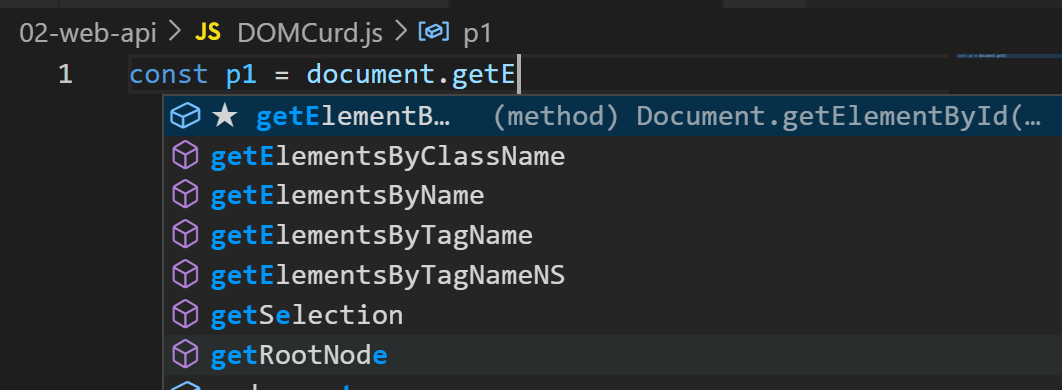 02-web-api > JS DOMCurd.js > p1
1 const p1 = document.getE
★ getElementB… (method) Document.getElementById(…
getElementsByClassName
getElementsByName
getElementsByTagName
getElementsByTagNameNS
getSelection
getRootNode